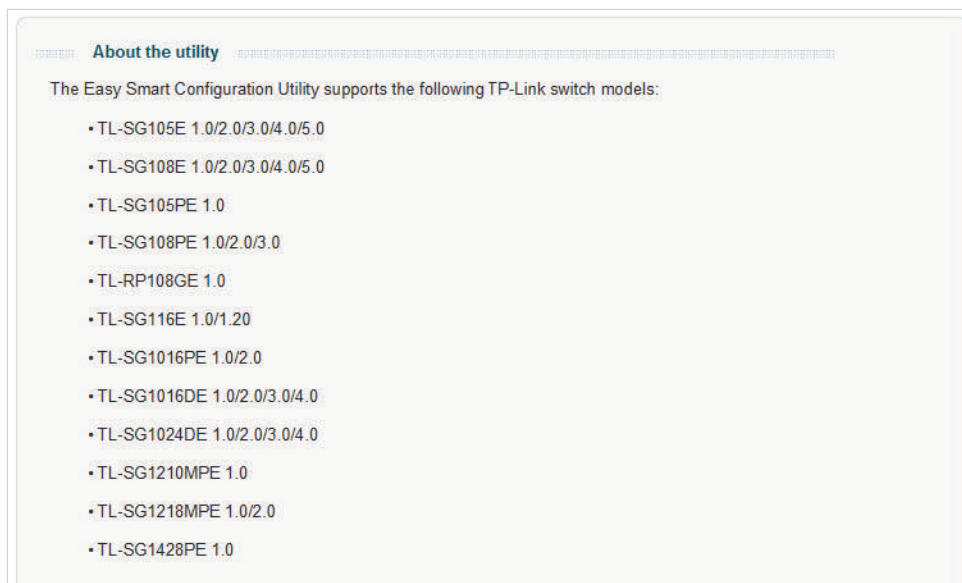 About the utility
The Easy Smart Configuration Utility supports the following TP-Link switch models:
• TL-SG105E 1.0/2.0/3.0/4.0/5.0
• TL-SG108E 1.0/2.0/3.0/4.0/5.0
• TL-SG105PE 1.0
• TL-SG108PE 1.0/2.0/3.0
• TL-RP108GE 1.0
• TL-SG116E 1.0/1.20
• TL-SG1016PE 1.0/2.0
• TL-SG1016DE 1.0/2.0/3.0/4.0
• TL-SG1024DE 1.0/2.0/3.0/4.0
• TL-SG1210MPE 1.0
• TL-SG1218MPE 1.0/2.0
• TL-SG1428PE 1.0